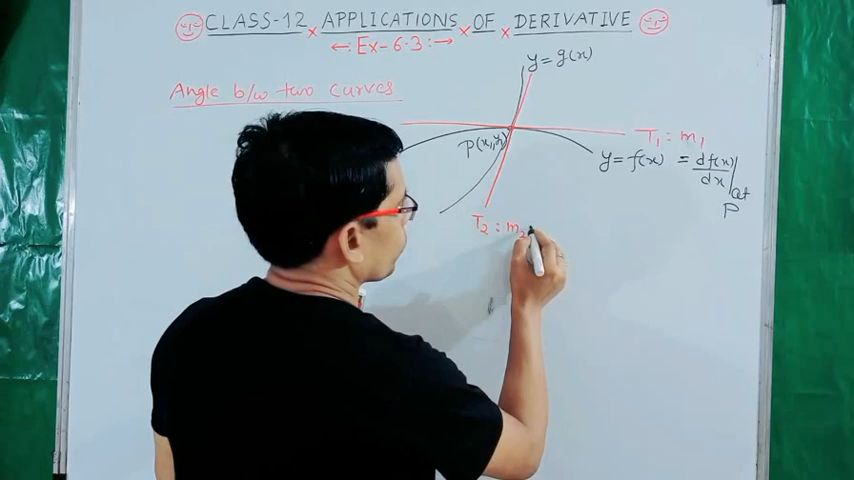 CLASS-12 x APPLICATIONS x OF x DERIVATIVE
← : Ex-6.3 : →
Angle b/w two curves
y = g(x)
T₁ : m₁
P(x₁,y₁)
y = f(x) = df(x)/dx | at P
T₂ : m₂